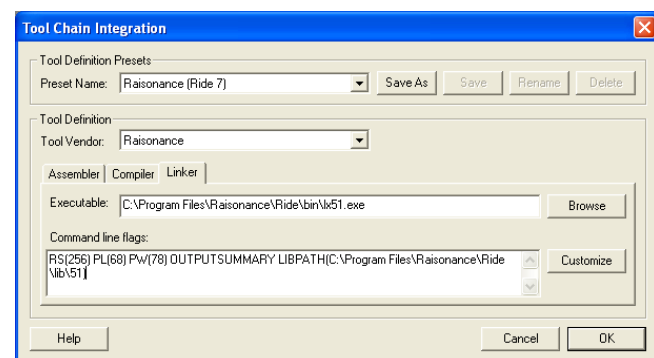 Tool Chain Integration
Tool Definition Presets
Preset Name: Raisonance (Ride 7) Save As Save Rename Delete
Tool Definition
Tool Vendor: Raisonance
Assembler Compiler Linker
Executable: C:\Program Files\Raisonance\Ride\bin\lx51.exe Browse
Command line flags:
RS(256) PL(68) PW(78) OUTPUTSUMMARY LIBPATH(C:\Program Files\Raisonance\Ride
\lib\51) Customize
Help Cancel OK